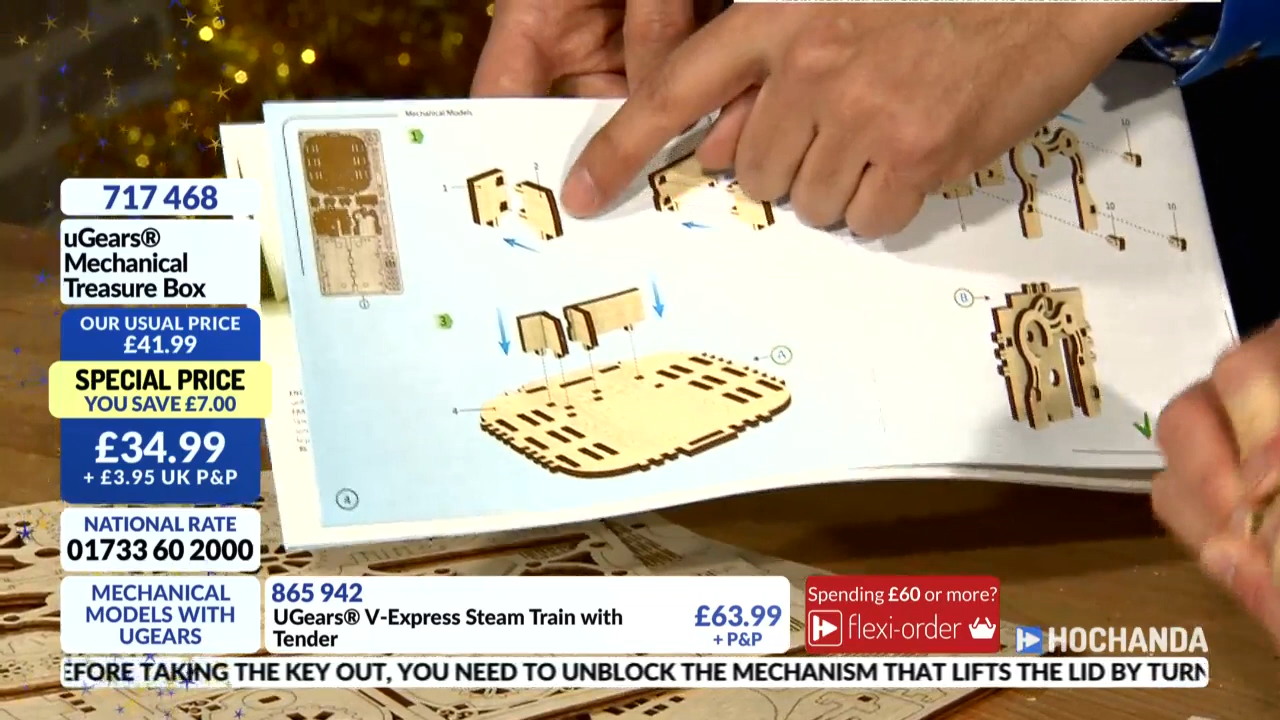 Mechanical Models
1
1
2
10
10
10
3
4
A
B
a
717 468
uGears®
Mechanical
Treasure Box
OUR USUAL PRICE
£41.99
SPECIAL PRICE
YOU SAVE £7.00
£34.99
+ £3.95 UK P&P
NATIONAL RATE
01733 60 2000
MECHANICAL
MODELS WITH
UGEARS
865 942
UGears® V-Express Steam Train with
Tender
£63.99
+ P&P
Spending £60 or more?
flexi-order
HOCHANDA
EFORE TAKING THE KEY OUT, YOU NEED TO UNBLOCK THE MECHANISM THAT LIFTS THE LID BY TURN